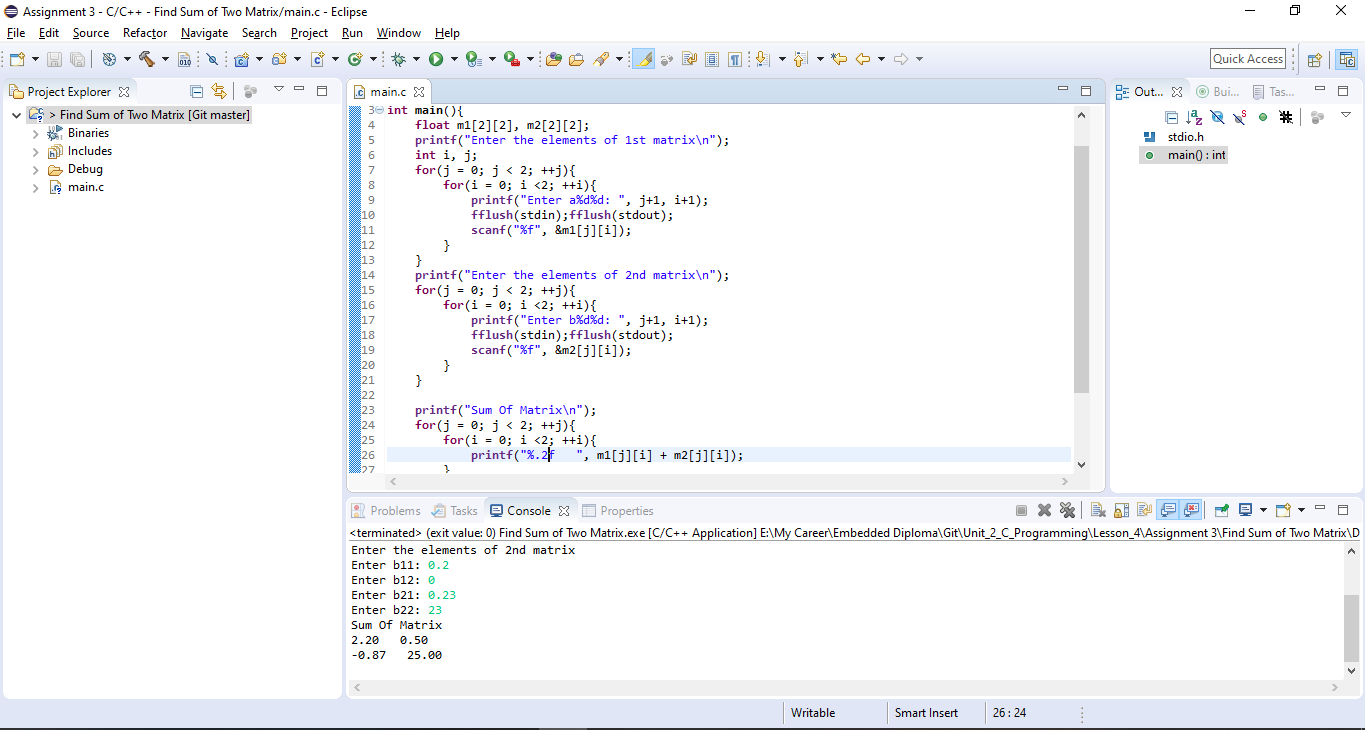 Assignment 3 - C/C++ - Find Sum of Two Matrix/main.c - Eclipse
File Edit Source Refactor Navigate Search Project Run Window Help
Quick Access
Project Explorer
> Find Sum of Two Matrix [Git master]
Binaries
Includes
Debug
main.c
main.c
3 int main(){
4     float m1[2][2], m2[2][2];
5     printf("Enter the elements of 1st matrix\n");
6     int i, j;
7     for(j = 0; j < 2; ++j){
8         for(i = 0; i <2; ++i){
9             printf("Enter a%d%d: ", j+1, i+1);
10             fflush(stdin);fflush(stdout);
11             scanf("%f", &m1[j][i]);
12         }
13     }
14     printf("Enter the elements of 2nd matrix\n");
15     for(j = 0; j < 2; ++j){
16         for(i = 0; i <2; ++i){
17             printf("Enter b%d%d: ", j+1, i+1);
18             fflush(stdin);fflush(stdout);
19             scanf("%f", &m2[j][i]);
20         }
21     }
22
23     printf("Sum Of Matrix\n");
24     for(j = 0; j < 2; ++j){
25         for(i = 0; i <2; ++i){
26             printf("%.2f   ", m1[j][i] + m2[j][i]);
27         }
Out... Bui... Tas...
stdio.h
main() : int
Problems Tasks Console Properties
<terminated> (exit value: 0) Find Sum of Two Matrix.exe [C/C++ Application] E:\My Career\Embedded Diploma\Git\Unit_2_C_Programming\Lesson_4\Assignment 3\Find Sum of Two Matrix\D
Enter the elements of 2nd matrix
Enter b11: 0.2
Enter b12: 0
Enter b21: 0.23
Enter b22: 23
Sum Of Matrix
2.20   0.50
-0.87   25.00
Writable Smart Insert 26 : 24